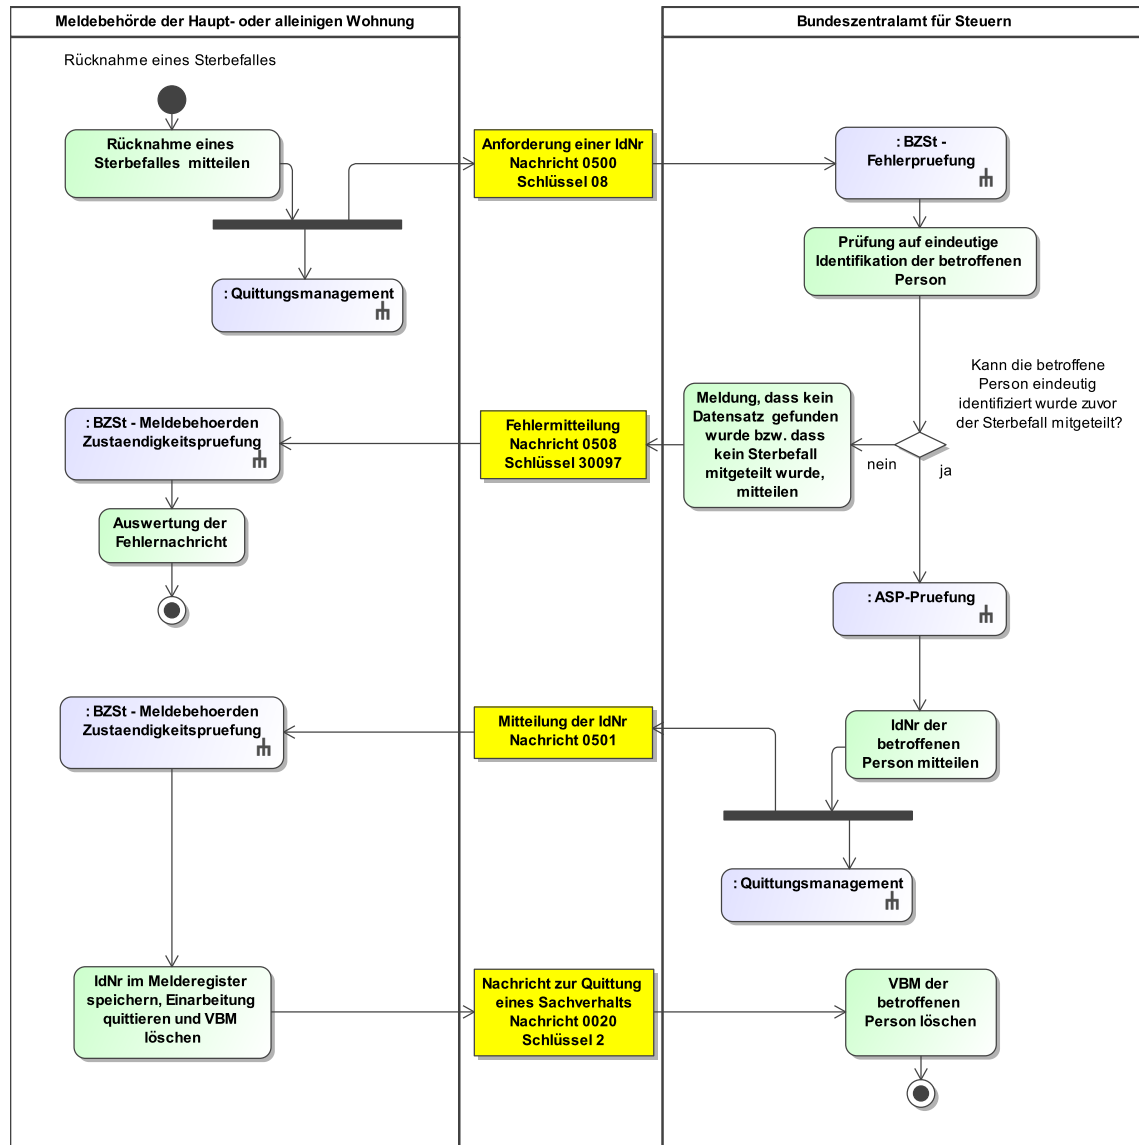 Meldebehörde der Haupt- oder alleinigen Wohnung
Bundeszentralamt für Steuern
Rücknahme eines Sterbefalles
Rücknahme eines
Sterbefalles mitteilen
Anforderung einer IdNr
Nachricht 0500
Schlüssel 08
: BZSt -
Fehlerpruefung
Prüfung auf eindeutige
Identifikation der betroffenen
Person
: Quittungsmanagement
Kann die betroffene
Person eindeutig
identifiziert wurde zuvor
der Sterbefall mitgeteilt?
nein
ja
Meldung, dass kein
Datensatz gefunden
wurde bzw. dass
kein Sterbefall
mitgeteilt wurde,
mitteilen
Fehlermitteilung
Nachricht 0508
Schlüssel 30097
: BZSt - Meldebehoerden
Zustaendigkeitspruefung
Auswertung der
Fehlernachricht
: ASP-Pruefung
IdNr der
betroffenen
Person mitteilen
Mitteilung der IdNr
Nachricht 0501
: BZSt - Meldebehoerden
Zustaendigkeitspruefung
: Quittungsmanagement
IdNr im Melderegister
speichern, Einarbeitung
quittieren und VBM
löschen
Nachricht zur Quittung
eines Sachverhalts
Nachricht 0020
Schlüssel 2
VBM der
betroffenen
Person löschen